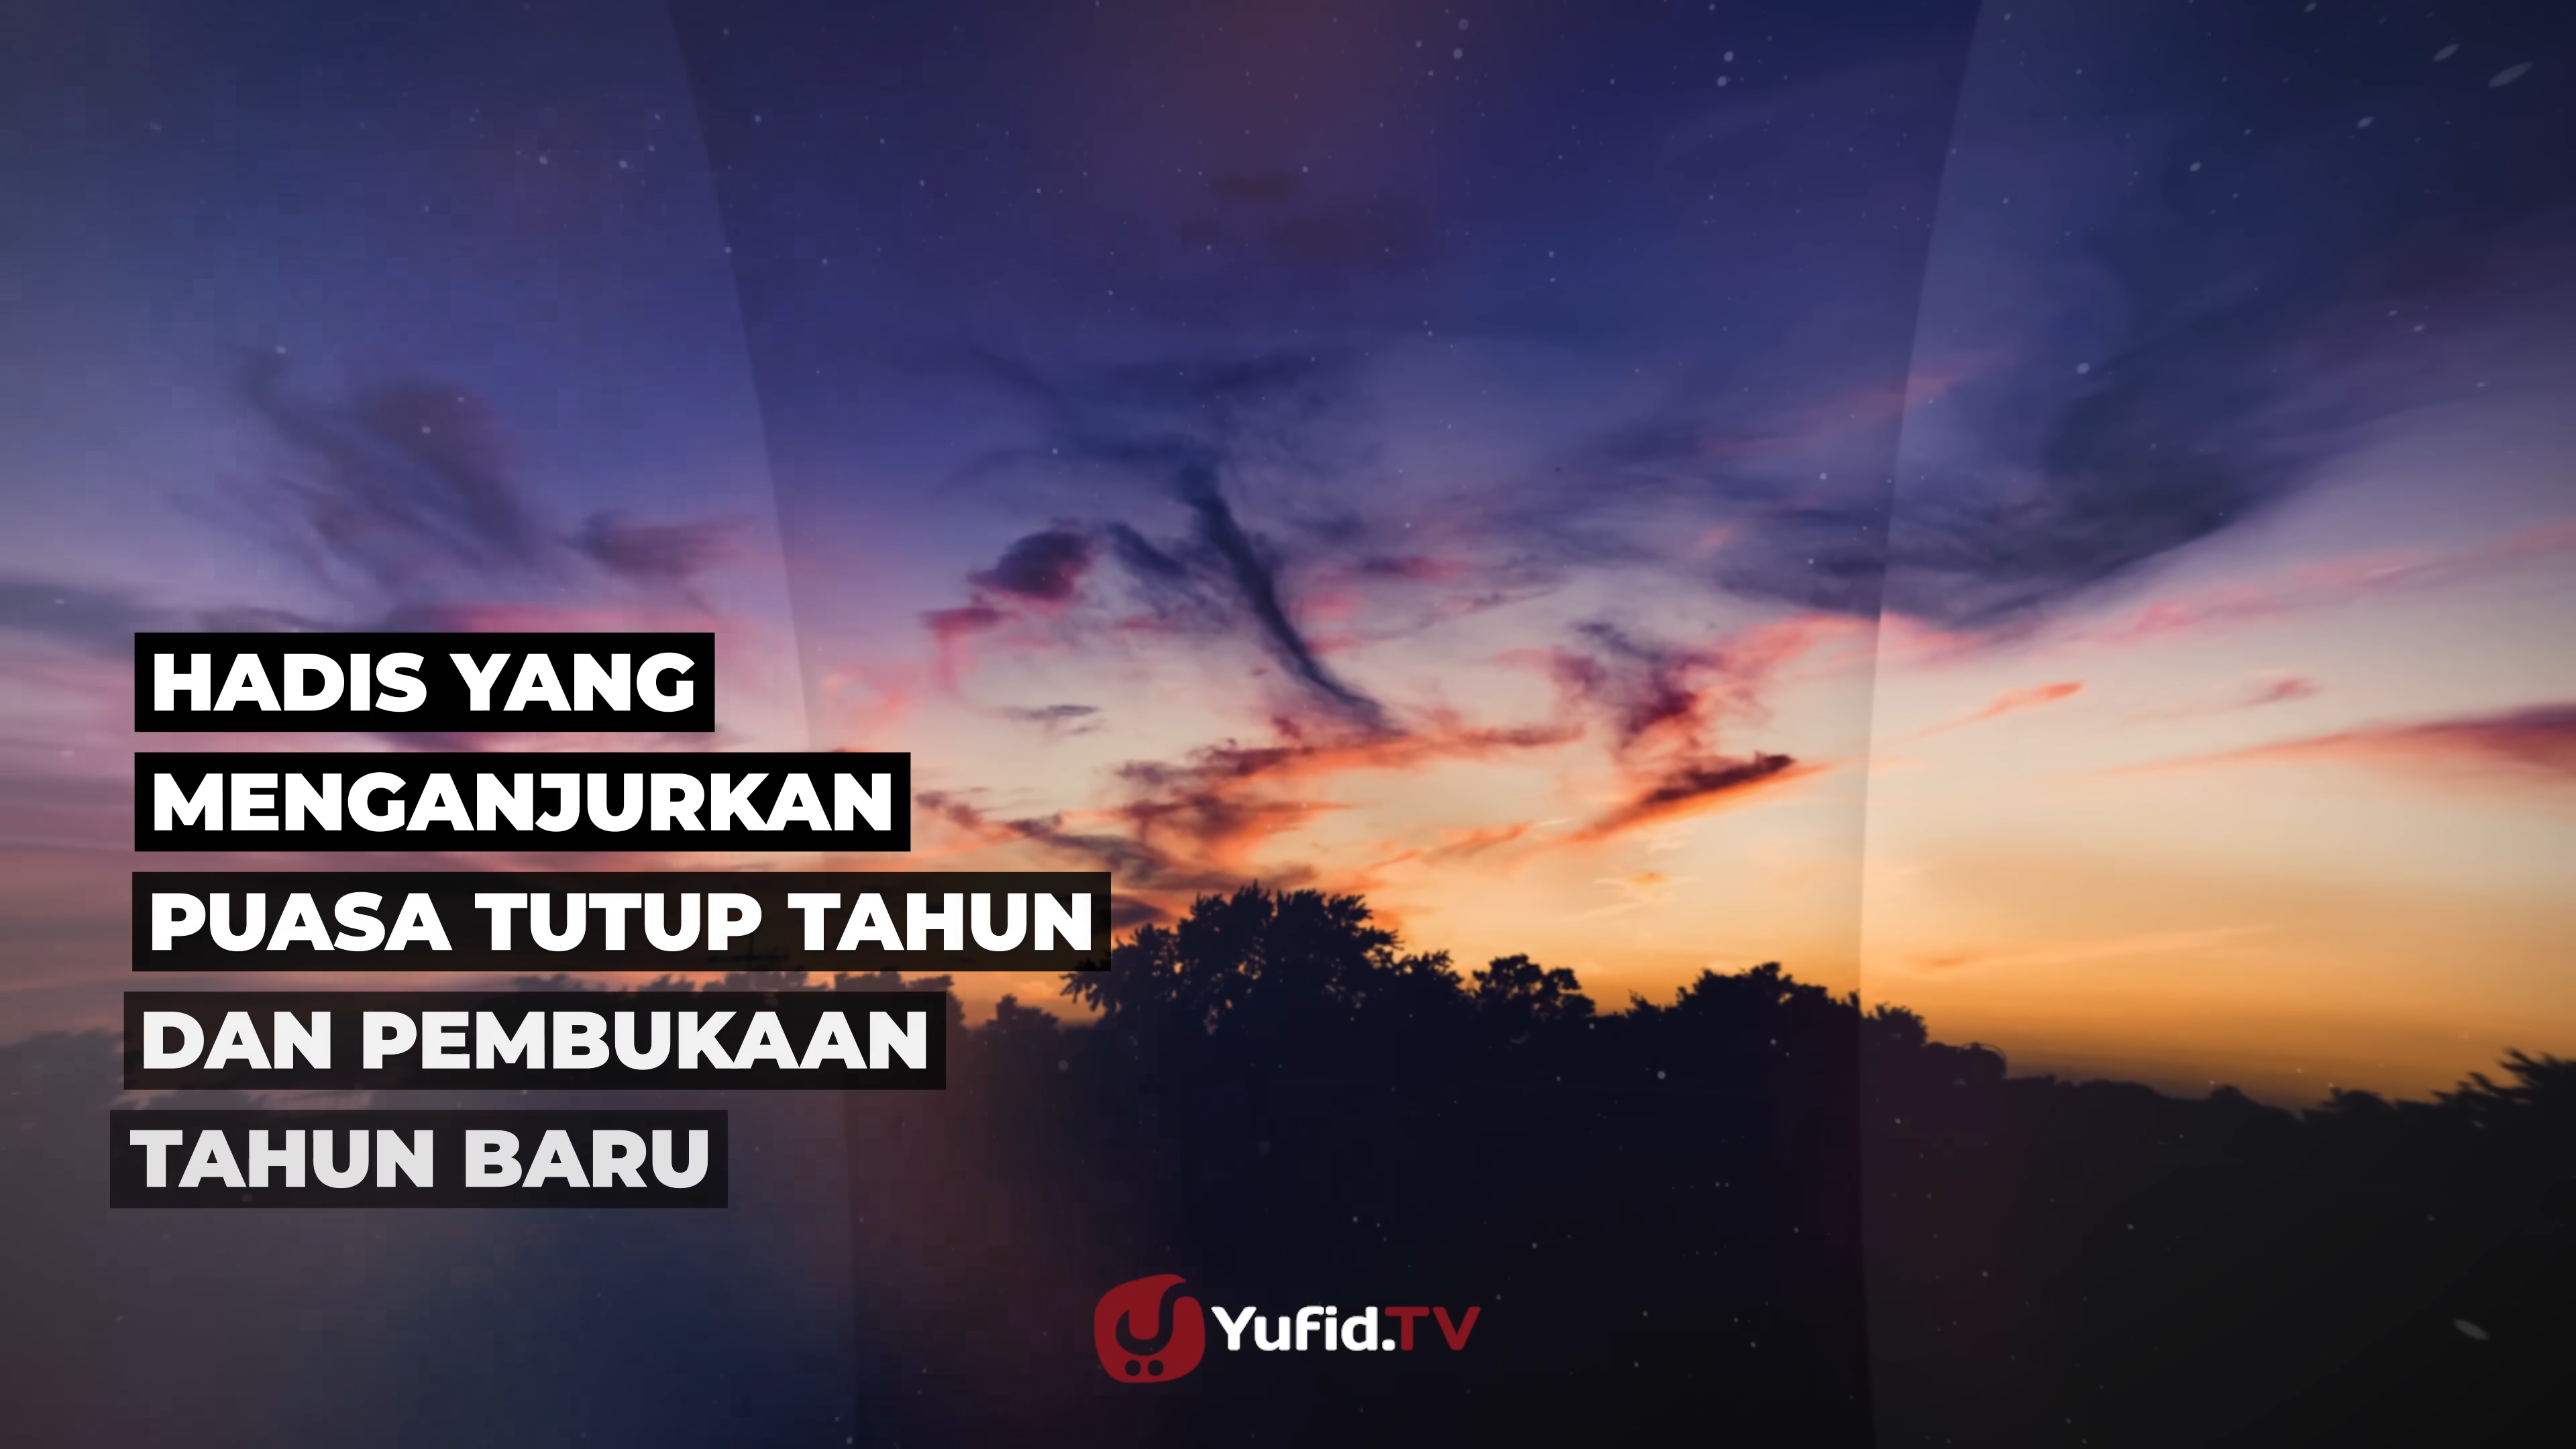 HADIS YANG
MENGANJURKAN
PUASA TUTUP TAHUN
DAN PEMBUKAAN
TAHUN BARU
Yufid.TV